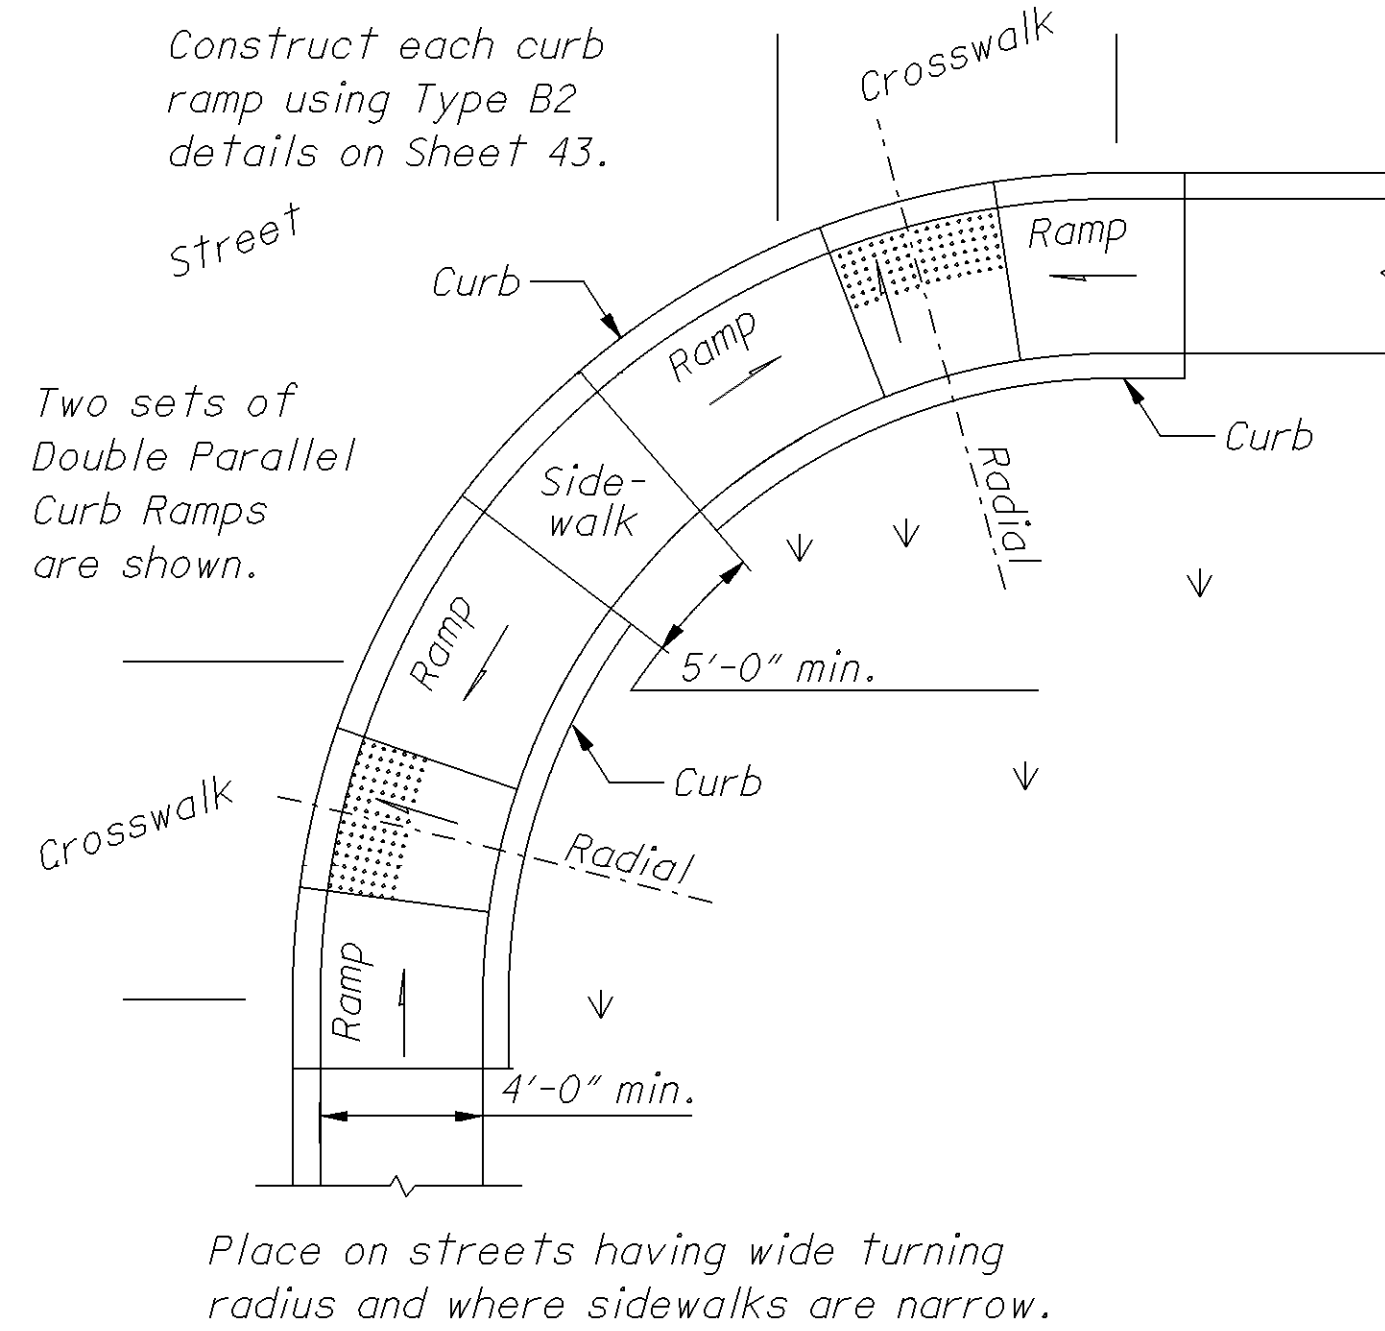 Construct each curb
ramp using Type B2
details on Sheet 43.
Crosswalk
Street
Ramp
Curb
Ramp
Two sets of
Double Parallel
Curb Ramps
are shown.
Curb
Radial
Side-
walk
Ramp
5'-0" min.
Curb
Crosswalk
Radial
Ramp
4'-0" min.
Place on streets having wide turning
radius and where sidewalks are narrow.